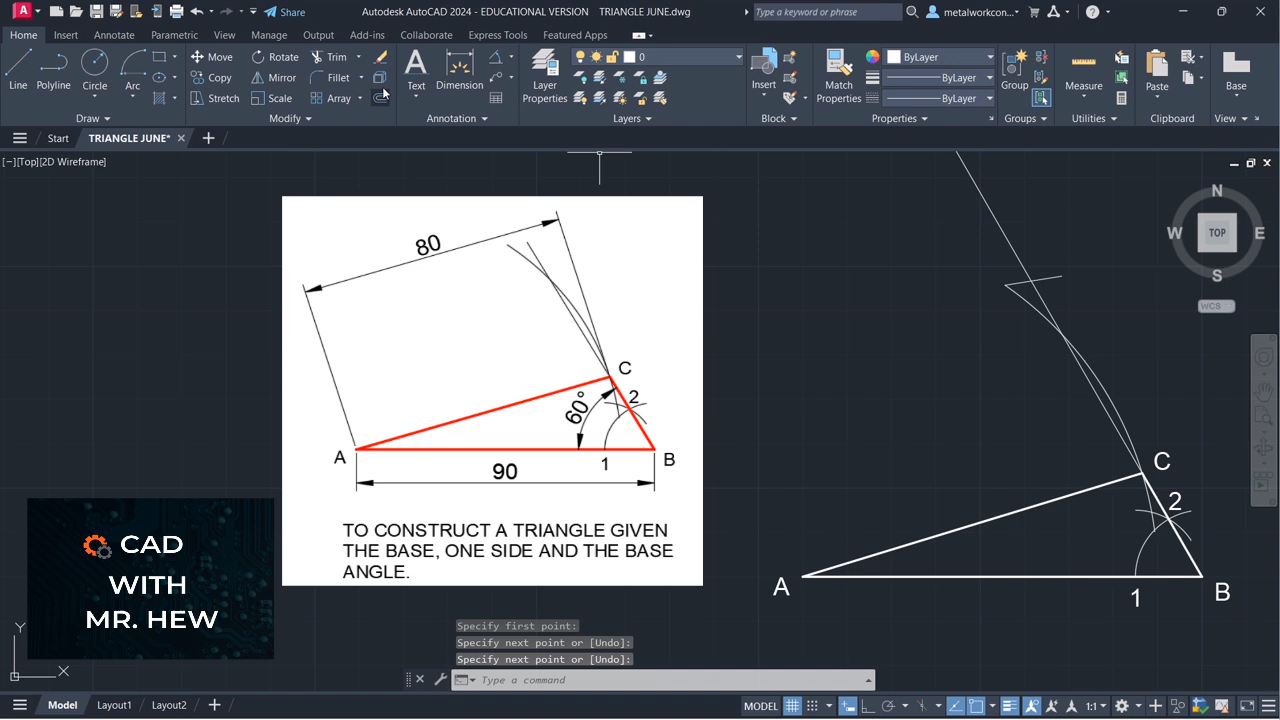 Share
Autodesk AutoCAD 2024 - EDUCATIONAL VERSION TRIANGLE JUNE.dwg
Type a keyword or phrase
metalworkcon...
Home Insert Annotate Parametric View Manage Output Add-ins Collaborate Express Tools Featured Apps
Line Polyline Circle Arc
Move Rotate Trim
Copy Mirror Fillet
Stretch Scale Array
Text Dimension
Layer Properties
0
Insert
Match Properties
ByLayer
ByLayer
ByLayer
Group
Measure
Paste
Base
Draw Modify Annotation Layers Block Properties Groups Utilities Clipboard View
Start TRIANGLE JUNE*
[−][Top][2D Wireframe]
N
W TOP E
S
WCS
80
C
2
60°
A
B
1
90
TO CONSTRUCT A TRIANGLE GIVEN
THE BASE, ONE SIDE AND THE BASE
ANGLE.
C
2
A
B
1
CAD
WITH
MR. HEW
Y
X
Specify first point:
Specify next point or [Undo]:
Specify next point or [Undo]:
Type a command
Model Layout1 Layout2
MODEL
1:1